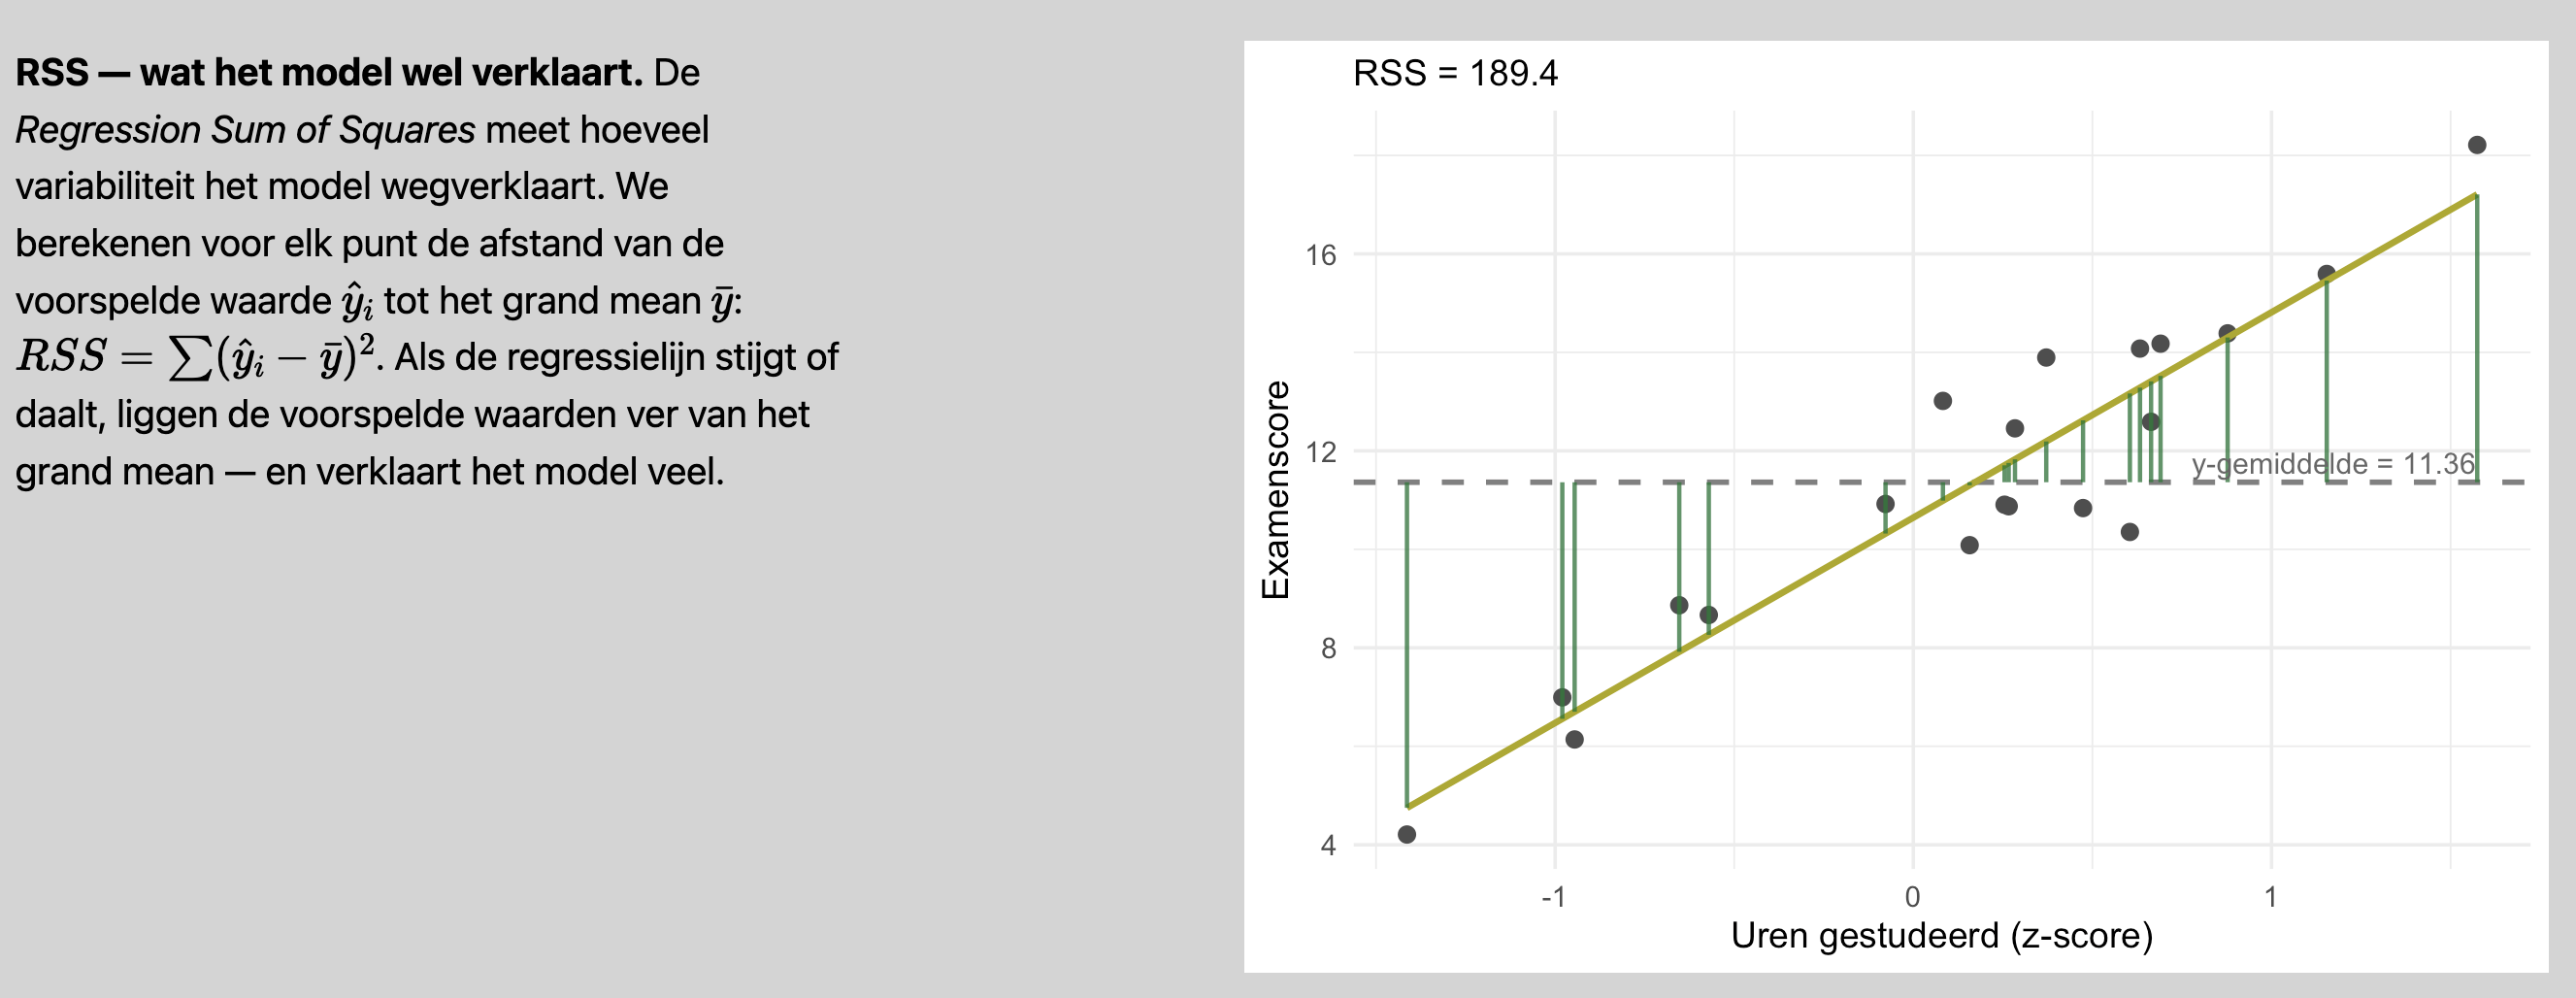 RSS — wat het model wel verklaart. De
Regression Sum of Squares meet hoeveel
variabiliteit het model wegverklaart. We
berekenen voor elk punt de afstand van de
voorspelde waarde ŷᵢ tot het grand mean ȳ:
RSS = ∑(ŷᵢ − ȳ)². Als de regressielijn stijgt of
daalt, liggen de voorspelde waarden ver van het
grand mean — en verklaart het model veel.
RSS = 189.4
Examenscore
16
12
8
4
y-gemiddelde = 11.36
-1
0
1
Uren gestudeerd (z-score)